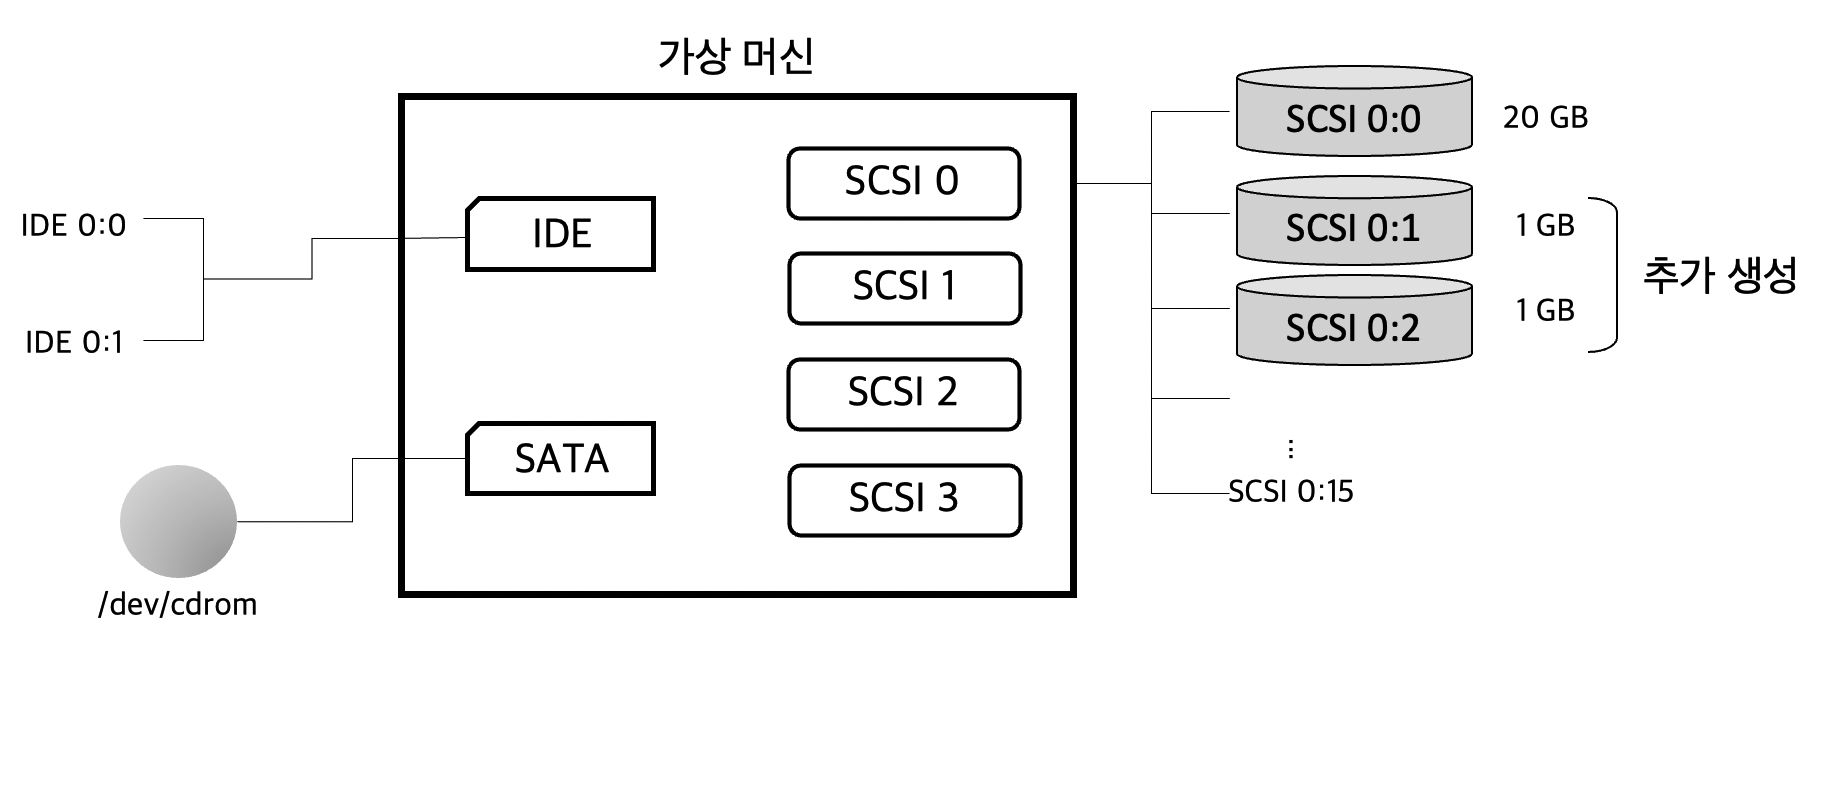 가상 머신
IDE 0:0
IDE 0:1
/dev/cdrom
IDE
SATA
SCSI 0
SCSI 1
SCSI 2
SCSI 3
SCSI 0:0
20 GB
SCSI 0:1
1 GB
SCSI 0:2
1 GB
추가 생성
⋮
SCSI 0:15